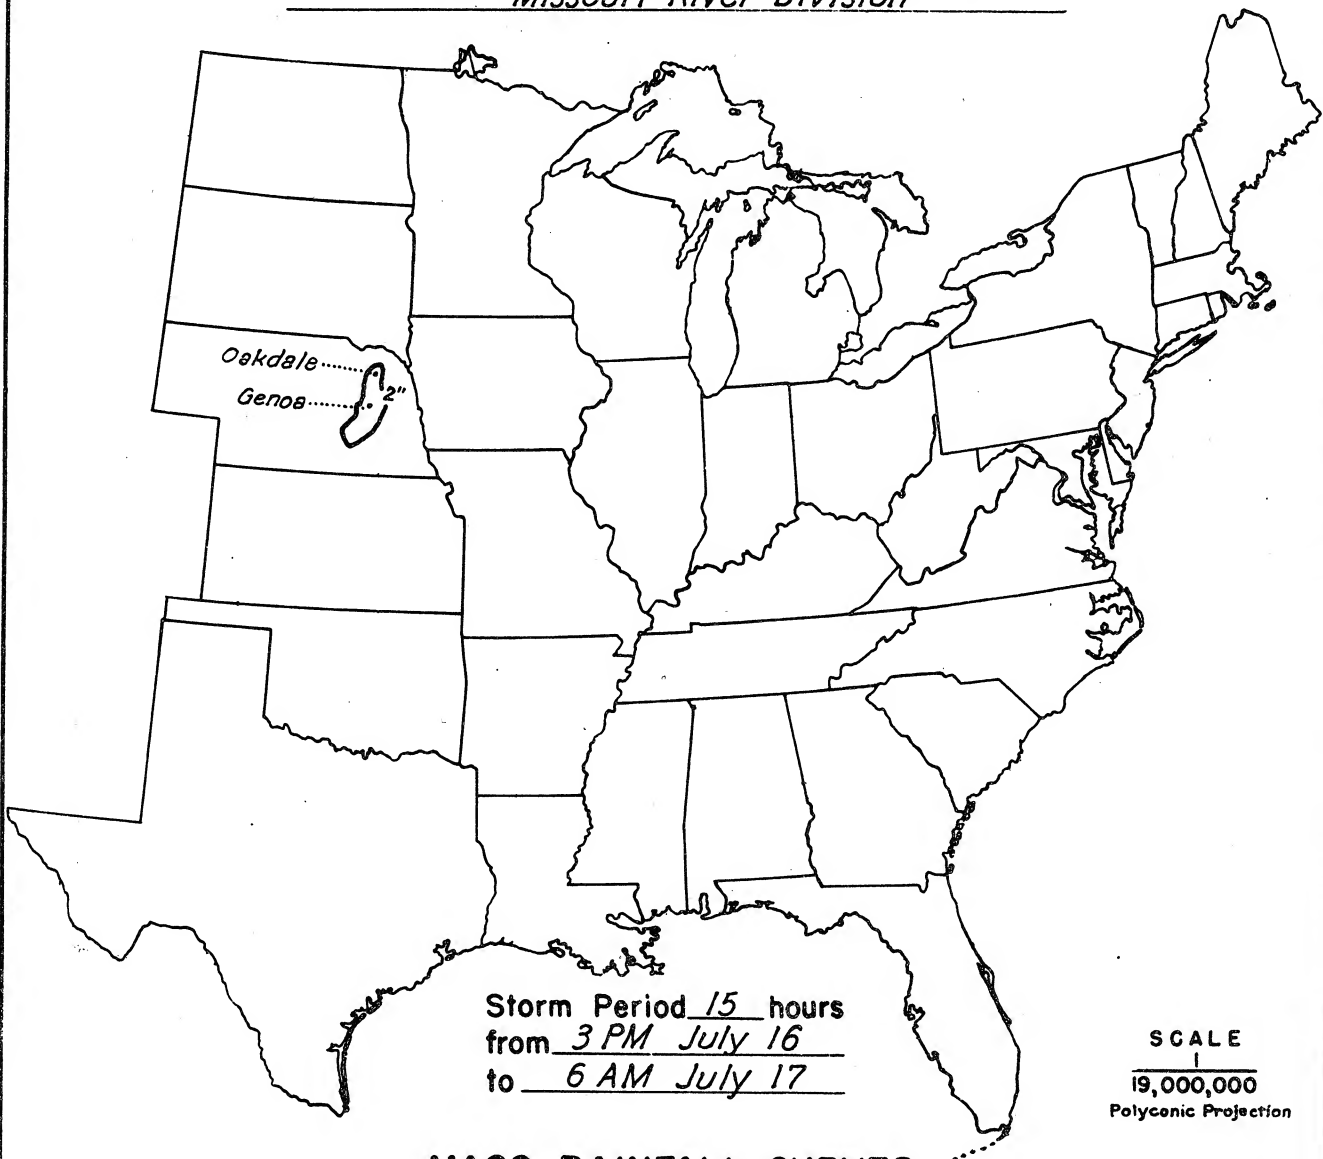 Missouri River Division
Oakdale
Genoa
2"
Storm Period 15 hours
from 3 PM July 16
to 6 AM July 17
SCALE
1
19,000,000
Polyconic Projection
MASS RAINFALL CURVES